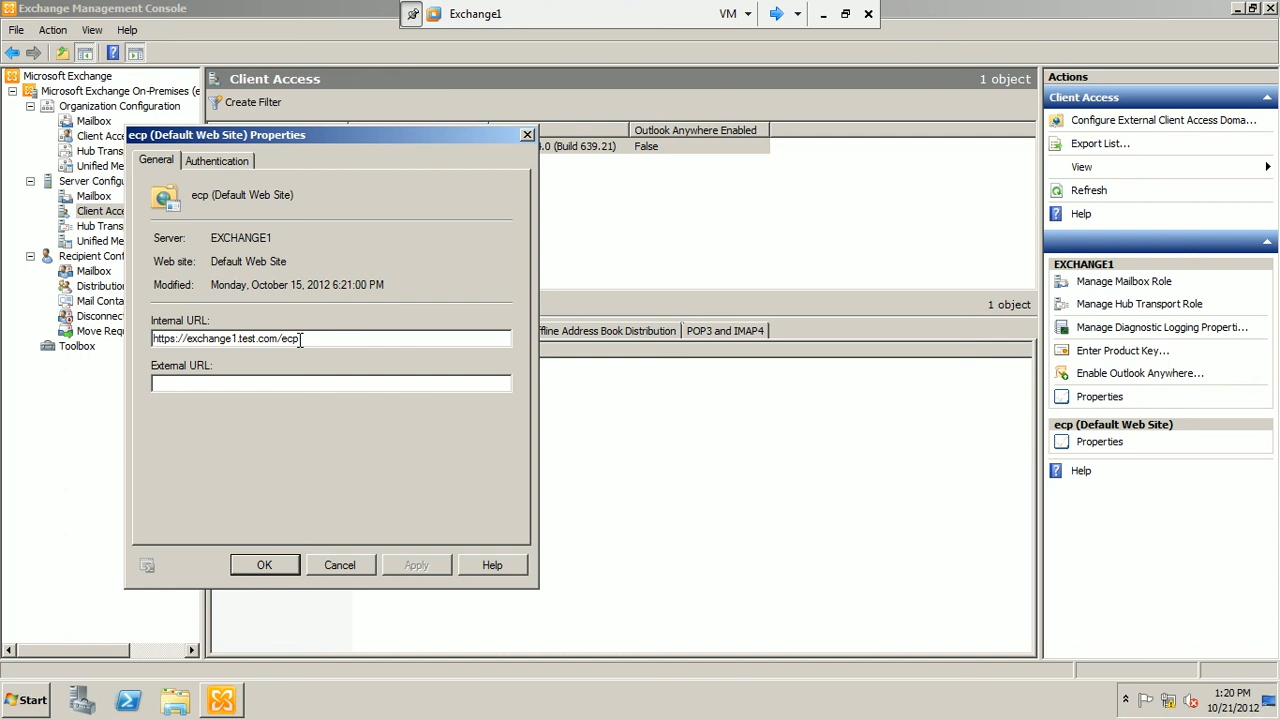 Exchange Management Console
Exchange1
VM
File Action View Help
Microsoft Exchange
Microsoft Exchange On-Premises (
Organization Configuration
Mailbox
Client Acce
Hub Trans
Unified Me
Server Configu
Mailbox
Client Acce
Hub Trans
Unified Me
Recipient Conf
Mailbox
Distribution
Mail Conta
Disconnec
Move Requ
Toolbox
Client Access
1 object
Create Filter
Outlook Anywhere Enabled
4.0 (Build 639.21) False
1 object
ffline Address Book Distribution POP3 and IMAP4
ecp (Default Web Site) Properties
General Authentication
ecp (Default Web Site)
Server: EXCHANGE1
Web site: Default Web Site
Modified: Monday, October 15, 2012 6:21:00 PM
Internal URL:
https://exchange1.test.com/ecp
External URL:
OK Cancel Apply Help
Actions
Client Access
Configure External Client Access Doma...
Export List...
View
Refresh
Help
EXCHANGE1
Manage Mailbox Role
Manage Hub Transport Role
Manage Diagnostic Logging Properti...
Enter Product Key...
Enable Outlook Anywhere...
Properties
ecp (Default Web Site)
Properties
Help
Start
1:20 PM
10/21/2012